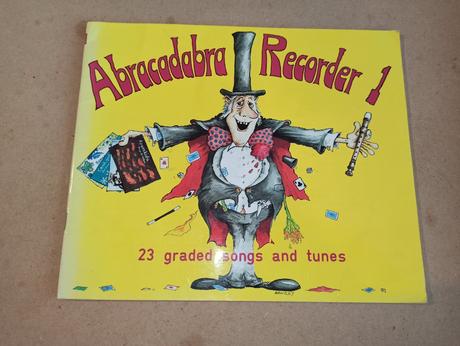 Abracadabra Recorder 1
23 graded songs and tunes